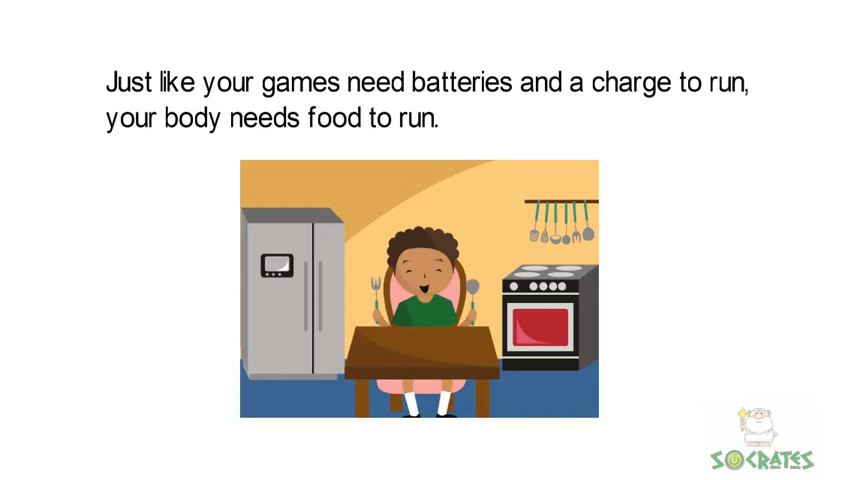 Just like your games need batteries and a charge to run,
your body needs food to run.
SOCRATES